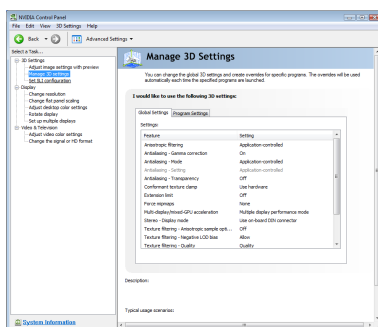 NVIDIA Control Panel
File Edit View 3D Settings Help
Back Advanced Settings
Select a Task...
3D Settings
Adjust image settings with preview
Manage 3D settings
Set SLI configuration
Display
Change resolution
Change flat panel scaling
Adjust desktop color settings
Rotate display
Set up multiple displays
Video & Television
Adjust video color settings
Change the signal or HD format
System Information
Manage 3D Settings
You can change the global 3D settings and create overrides for specific programs. The overrides will be used
automatically each time the specified programs are launched.
I would like to use the following 3D settings:
Global Settings Program Settings
Settings:
Feature Setting
Anisotropic filtering Application-controlled
Antialiasing - Gamma correction On
Antialiasing - Mode Application-controlled
Antialiasing - Setting Application-controlled
Antialiasing - Transparency Off
Conformant texture clamp Use hardware
Extension limit Off
Force mipmaps None
Multi-display/mixed-GPU acceleration Multiple display performance mode
Stereo - Display mode Use on-board DIN connector
Texture filtering - Anisotropic sample opti... Off
Texture filtering - Negative LOD bias Allow
Texture filtering - Quality Quality
Description:
Typical usage scenarios: